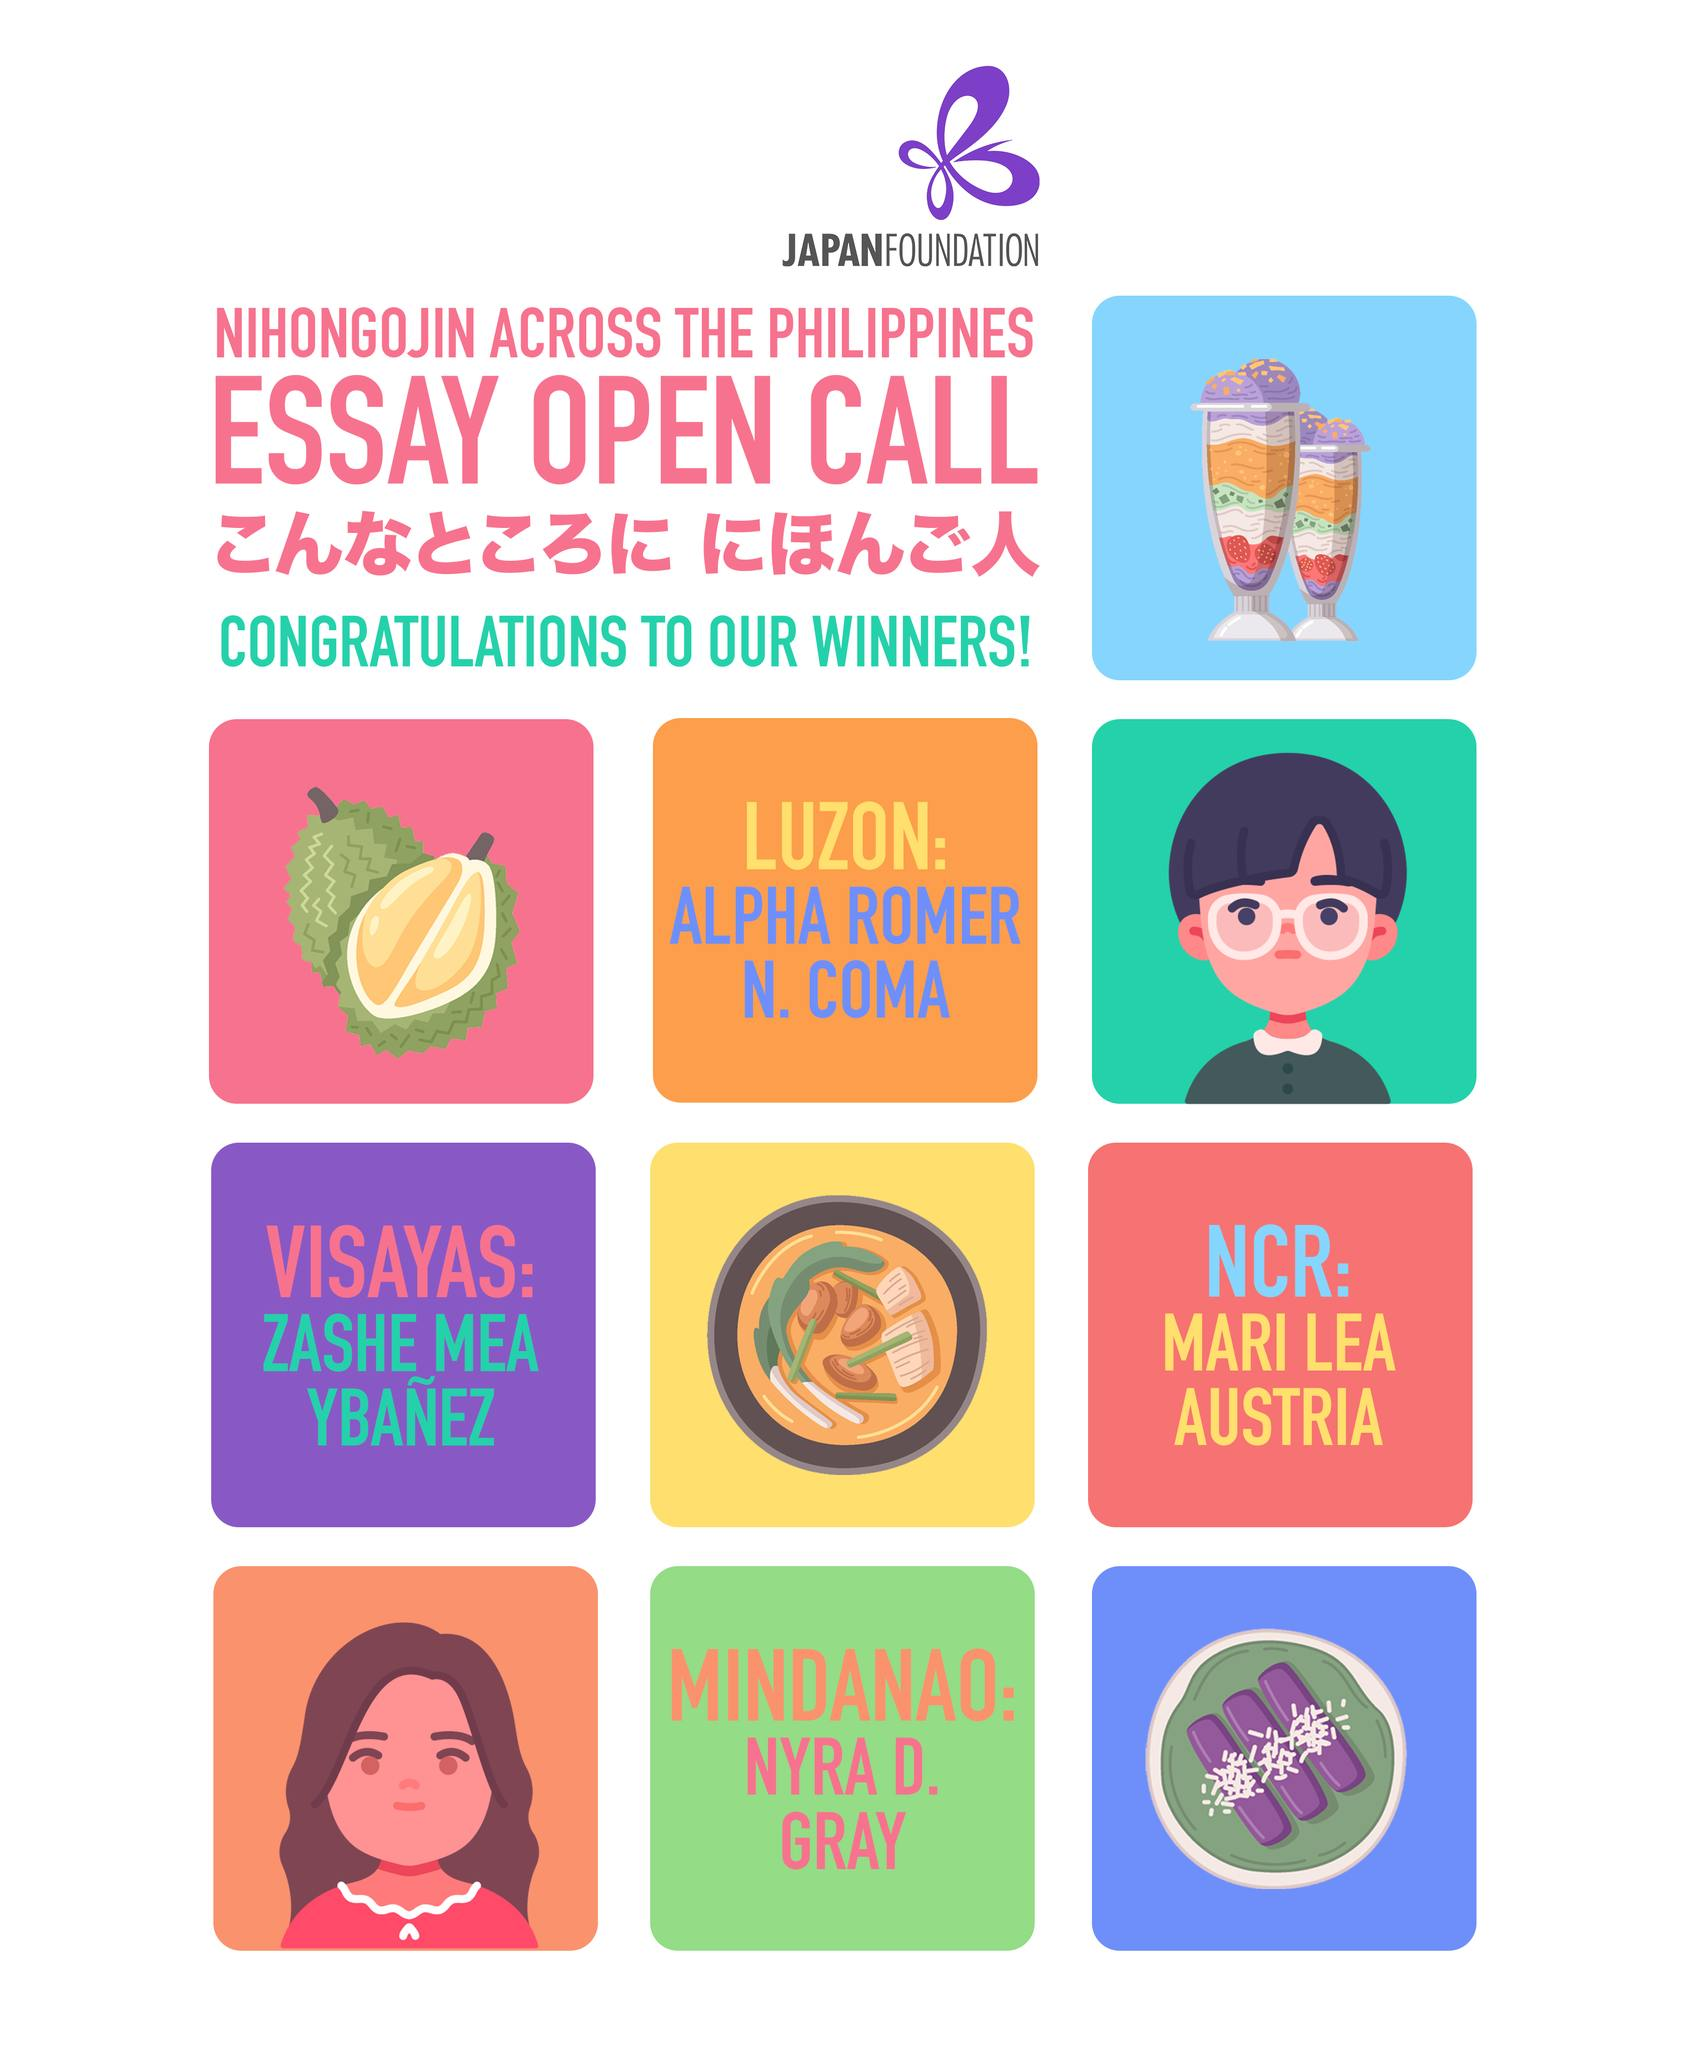 JAPANFOUNDATION
NIHONGOJIN ACROSS THE PHILIPPINES
ESSAY OPEN CALL
こんなところに にほんご人
CONGRATULATIONS TO OUR WINNERS!
LUZON:
ALPHA ROMER
N. COMA
VISAYAS:
ZASHE MEA
YBAÑEZ
NCR:
MARI LEA
AUSTRIA
MINDANAO:
NYRA D.
GRAY